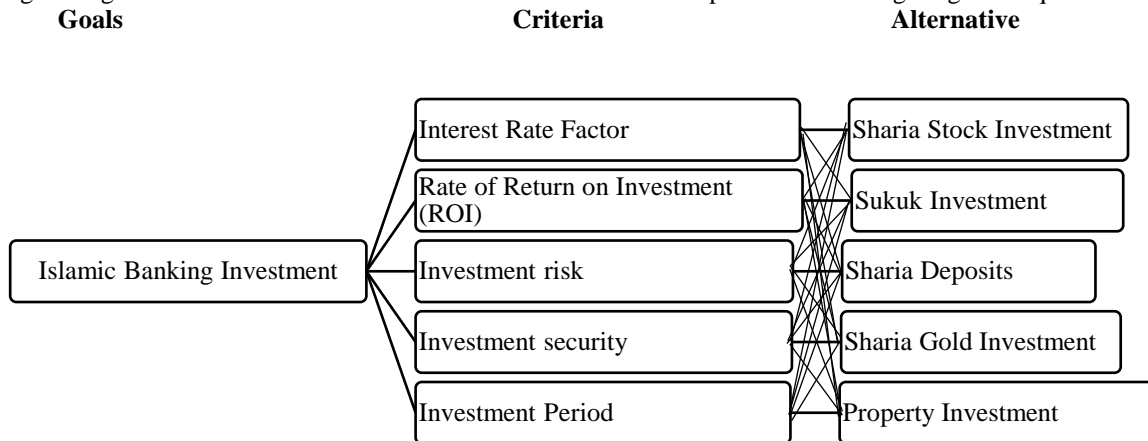 Goals Criteria Alternative
Interest Rate Factor
Sharia Stock Investment
Rate of Return on Investment
(ROI)
Sukuk Investment
Islamic Banking Investment
Investment risk
Sharia Deposits
Investment security
Sharia Gold Investment
Investment Period
Property Investment